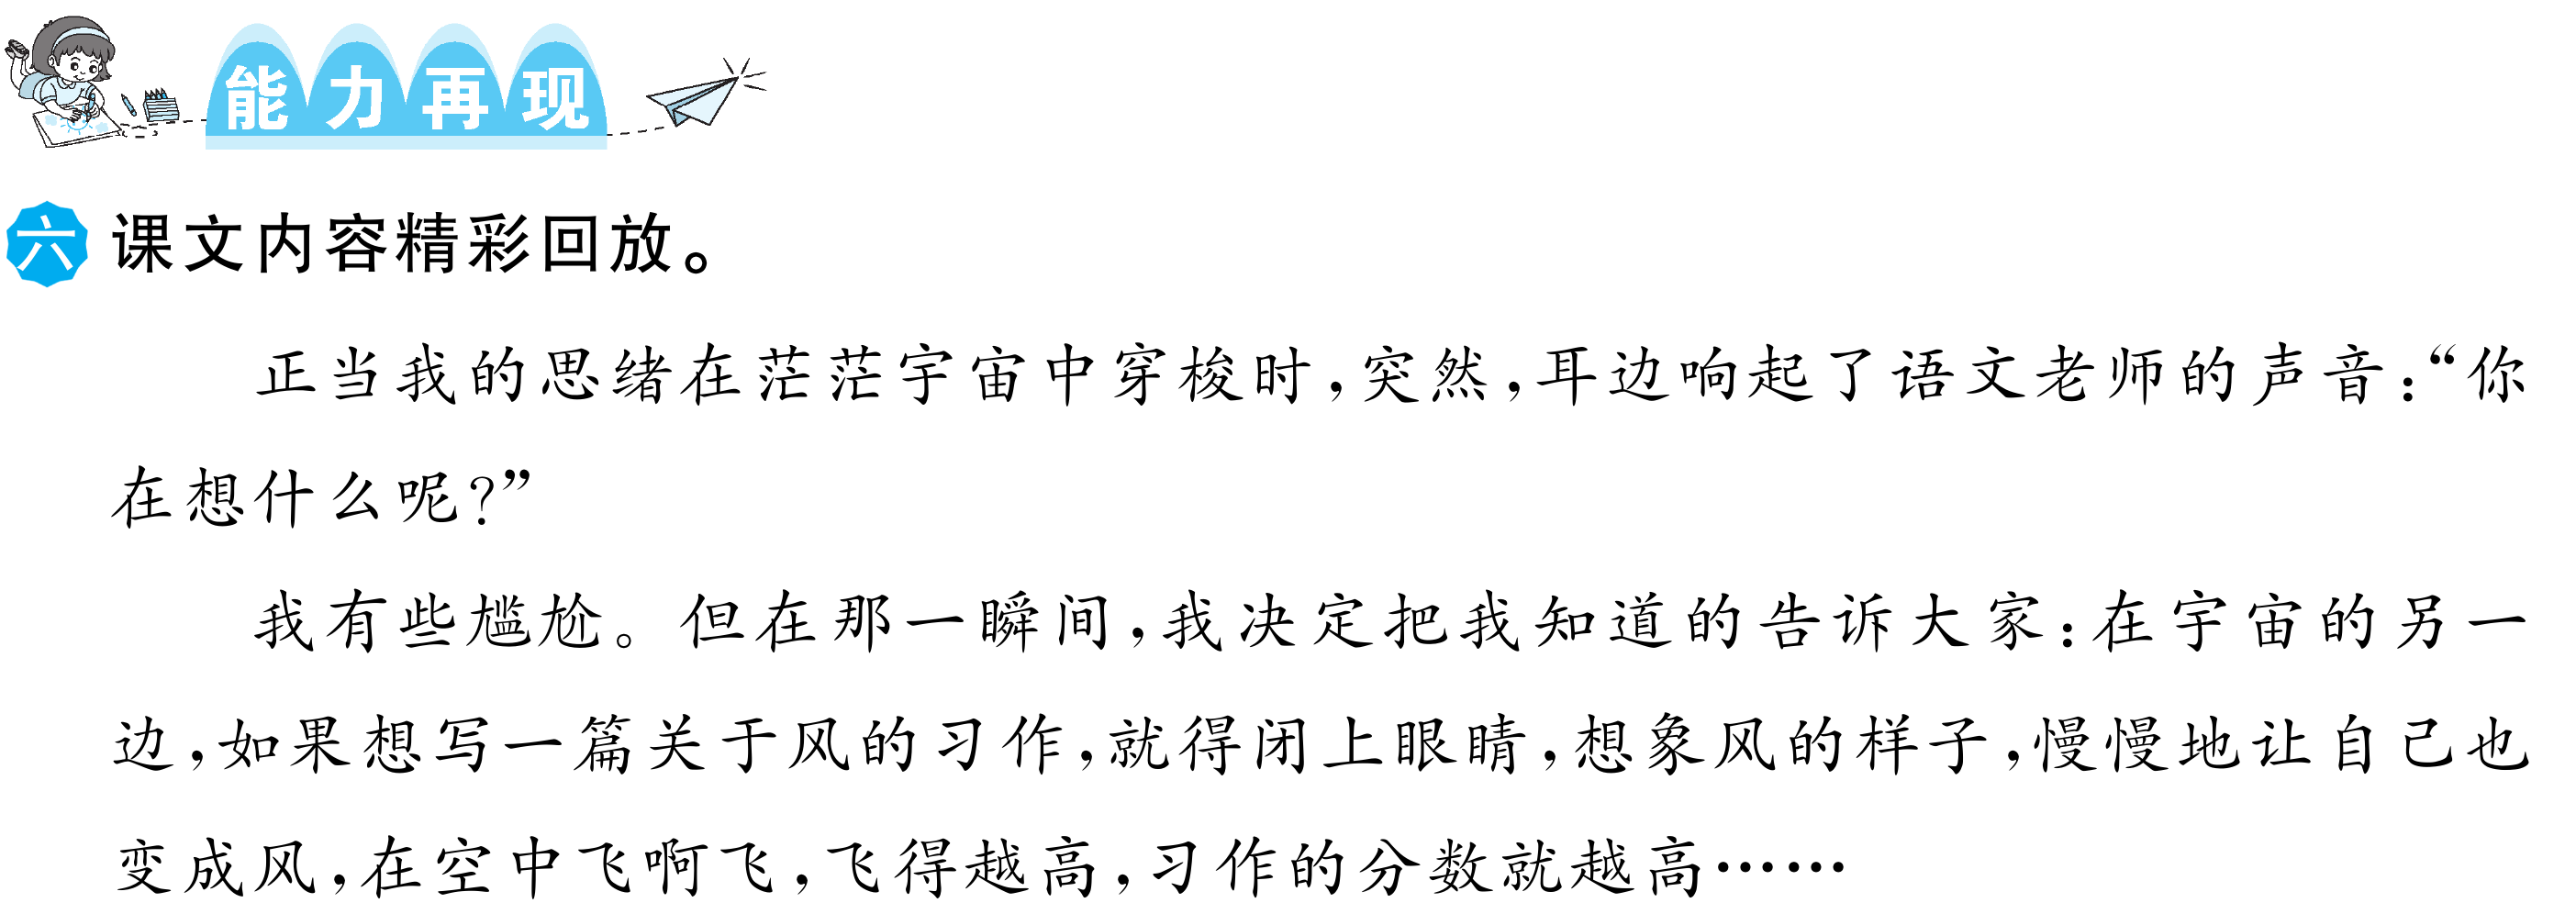 能力再现
六 课文内容精彩回放。
正当我的思绪在茫茫宇宙中穿梭时，突然，耳边响起了语文老师的声音：“你
在想什么呢？”
我有些尴尬。但在那一瞬间，我决定把我知道的告诉大家：在宇宙的另一
边，如果想写一篇关于风的习作，就得闭上眼睛，想象风的样子，慢慢地让自己也
变成风，在空中飞啊飞，飞得越高，习作的分数就越高……